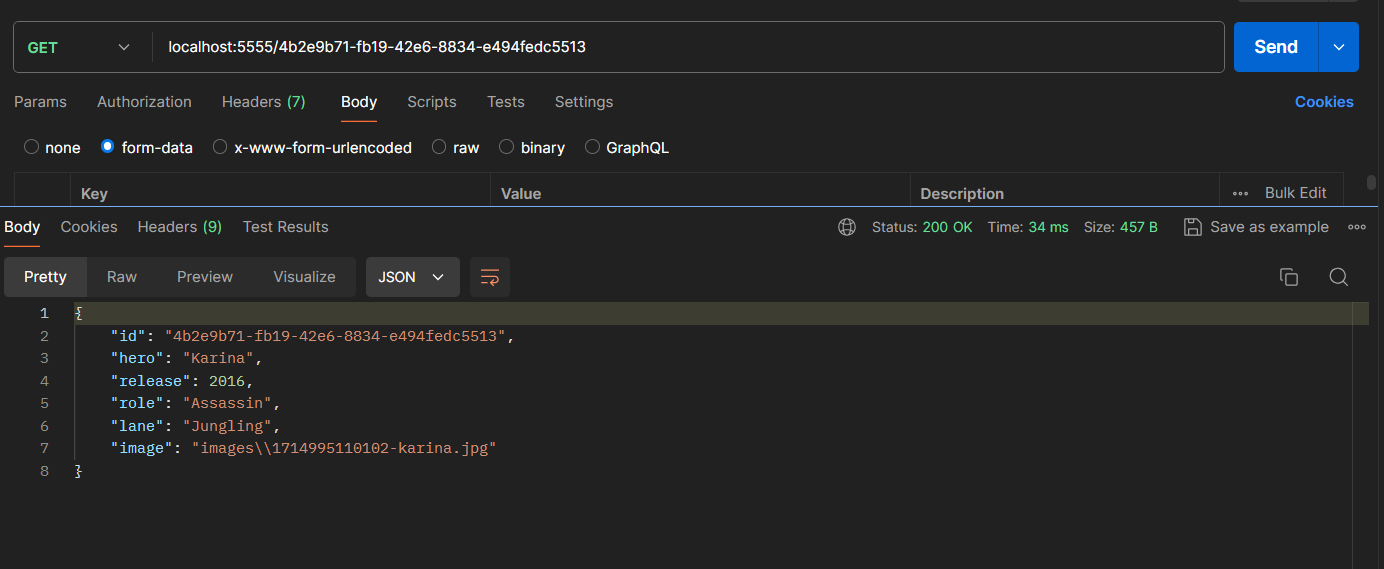 GET localhost:5555/4b2e9b71-fb19-42e6-8834-e494fedc5513 Send
Params Authorization Headers (7) Body Scripts Tests Settings Cookies
none form-data x-www-form-urlencoded raw binary GraphQL
Key Value Description Bulk Edit
Body Cookies Headers (9) Test Results Status: 200 OK Time: 34 ms Size: 457 B Save as example
Pretty Raw Preview Visualize JSON
1 {
2 "id": "4b2e9b71-fb19-42e6-8834-e494fedc5513",
3 "hero": "Karina",
4 "release": 2016,
5 "role": "Assassin",
6 "lane": "Jungling",
7 "image": "images\\1714995110102-karina.jpg"
8 }